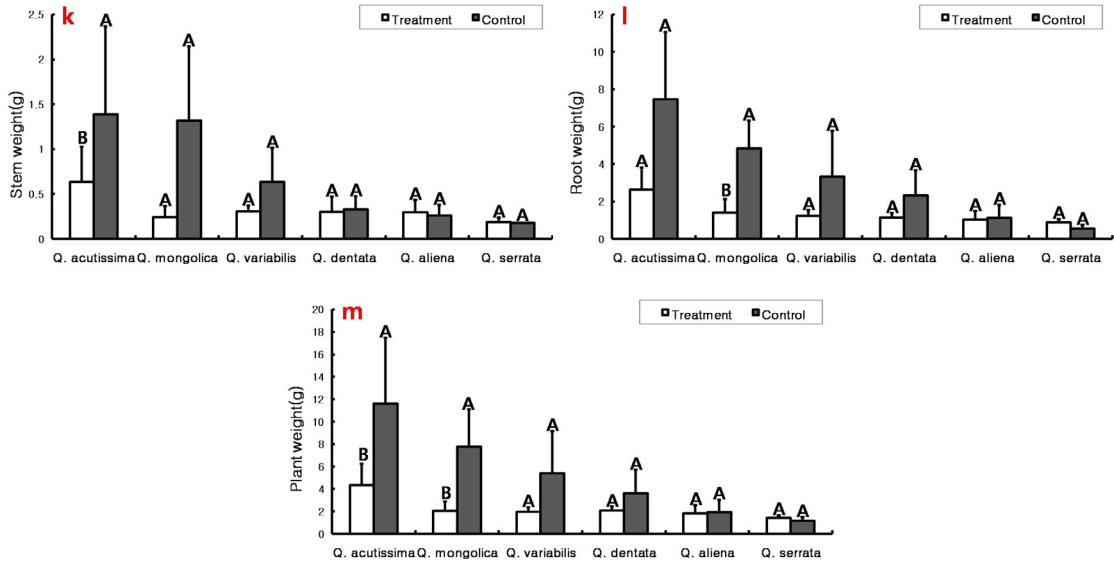 k
Treatment Control
Stem weight(g)
2.5
2
1.5
1
0.5
0
B A A A A A A A A A A A
Q. acutissima Q. mongolica Q. variabilis Q. dentata Q. aliena Q. serrata
l
Treatment Control
Root weight(g)
12
10
8
6
4
2
0
A A B A A A A A A A A A
Q. acutissima Q. mongolica Q. variabilis Q. dentata Q. aliena Q. serrata
m
Treatment Control
Plant weight(g)
20
18
16
14
12
10
8
6
4
2
0
B A B A A A A A A A A A
Q. acutissima Q. mongolica Q. variabilis Q. dentata Q. aliena Q. serrata